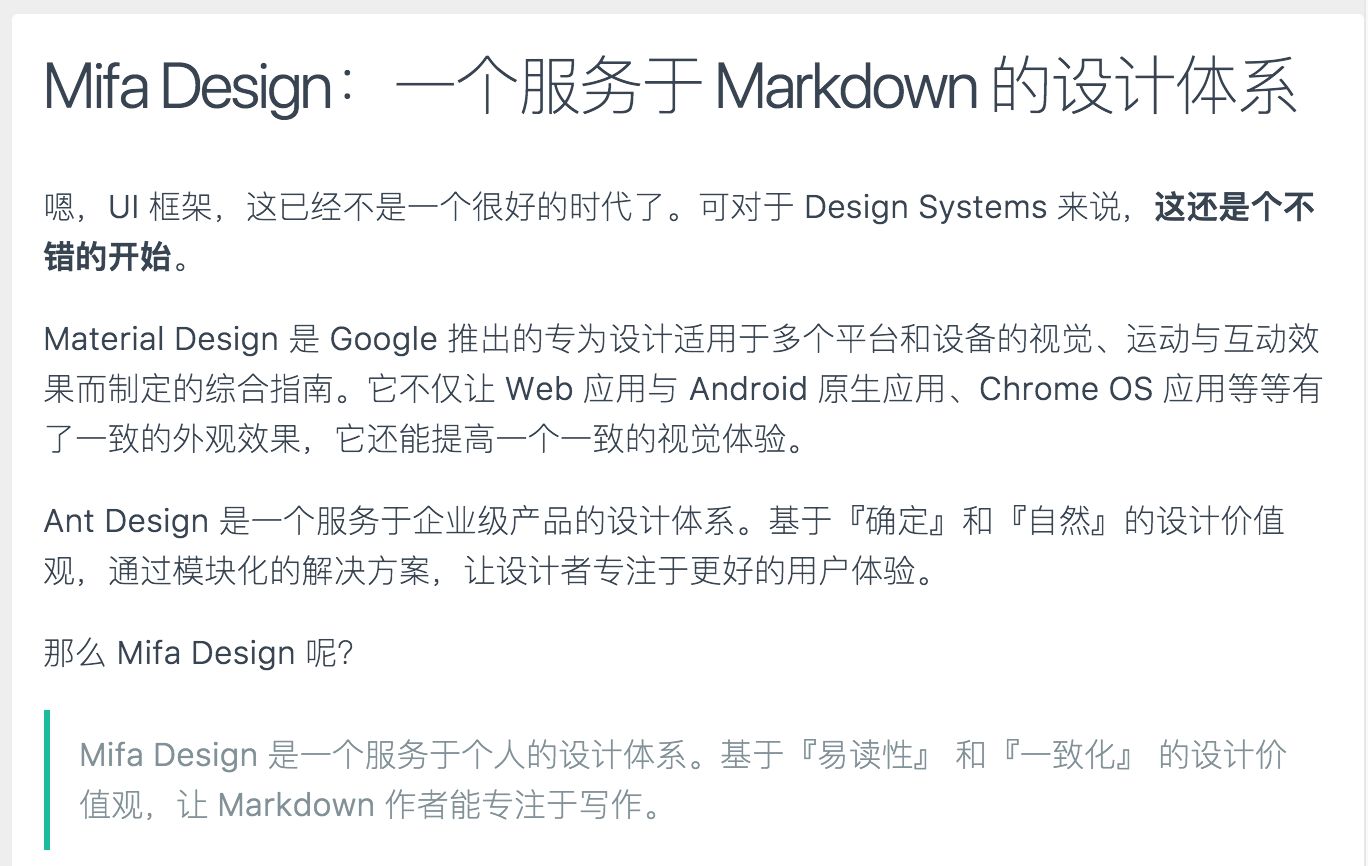 Mifa Design：一个服务于 Markdown 的设计体系
嗯，UI 框架，这已经不是一个很好的时代了。可对于 Design Systems 来说，这还是个不
错的开始。
Material Design 是 Google 推出的专为设计适用于多个平台和设备的视觉、运动与互动效
果而制定的综合指南。它不仅让 Web 应用与 Android 原生应用、Chrome OS 应用等等有
了一致的外观效果，它还能提高一个一致的视觉体验。
Ant Design 是一个服务于企业级产品的设计体系。基于『确定』和『自然』的设计价值
观，通过模块化的解决方案，让设计者专注于更好的用户体验。
那么 Mifa Design 呢？
Mifa Design 是一个服务于个人的设计体系。基于『易读性』 和『一致化』 的设计价
值观，让 Markdown 作者能专注于写作。